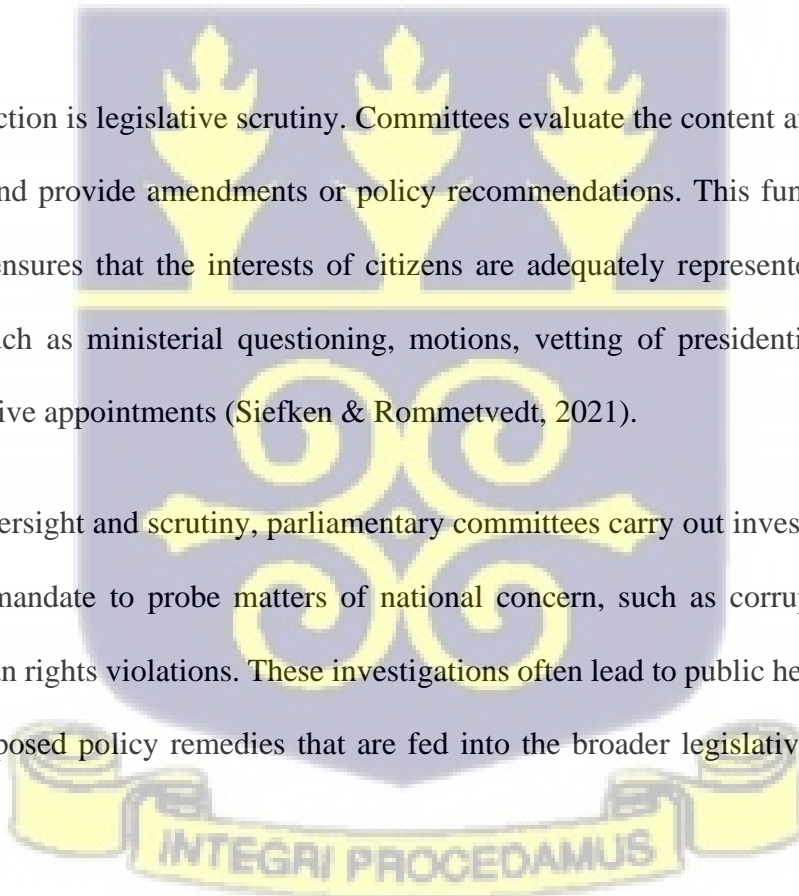 ction is legislative scrutiny. Committees evaluate the content a
nd provide amendments or policy recommendations. This fun
ensures that the interests of citizens are adequately represente
ch as ministerial questioning, motions, vetting of presidenti
ive appointments (Siefken & Rommetvedt, 2021).
ersight and scrutiny, parliamentary committees carry out inves
mandate to probe matters of national concern, such as corrup
n rights violations. These investigations often lead to public he
posed policy remedies that are fed into the broader legislativ
INTEGRI PROCEDAMUS